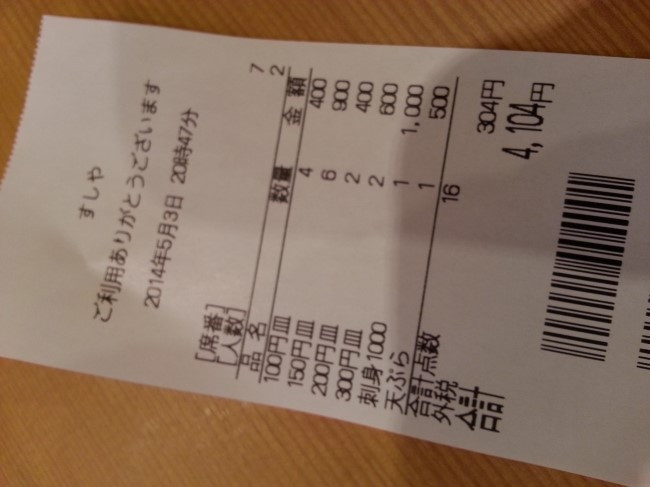 すしや
ご利用ありがとうございます
2014年5月3日 20時47分
[席番] 7
[人数] 2
品名 数量 金額
100円皿 4 400
150円皿 6 900
200円皿 2 400
300円皿 2 600
刺身1000 1 1,000
天ぷら 1 500
合計点数 16
外税 304円
合計 4,104円